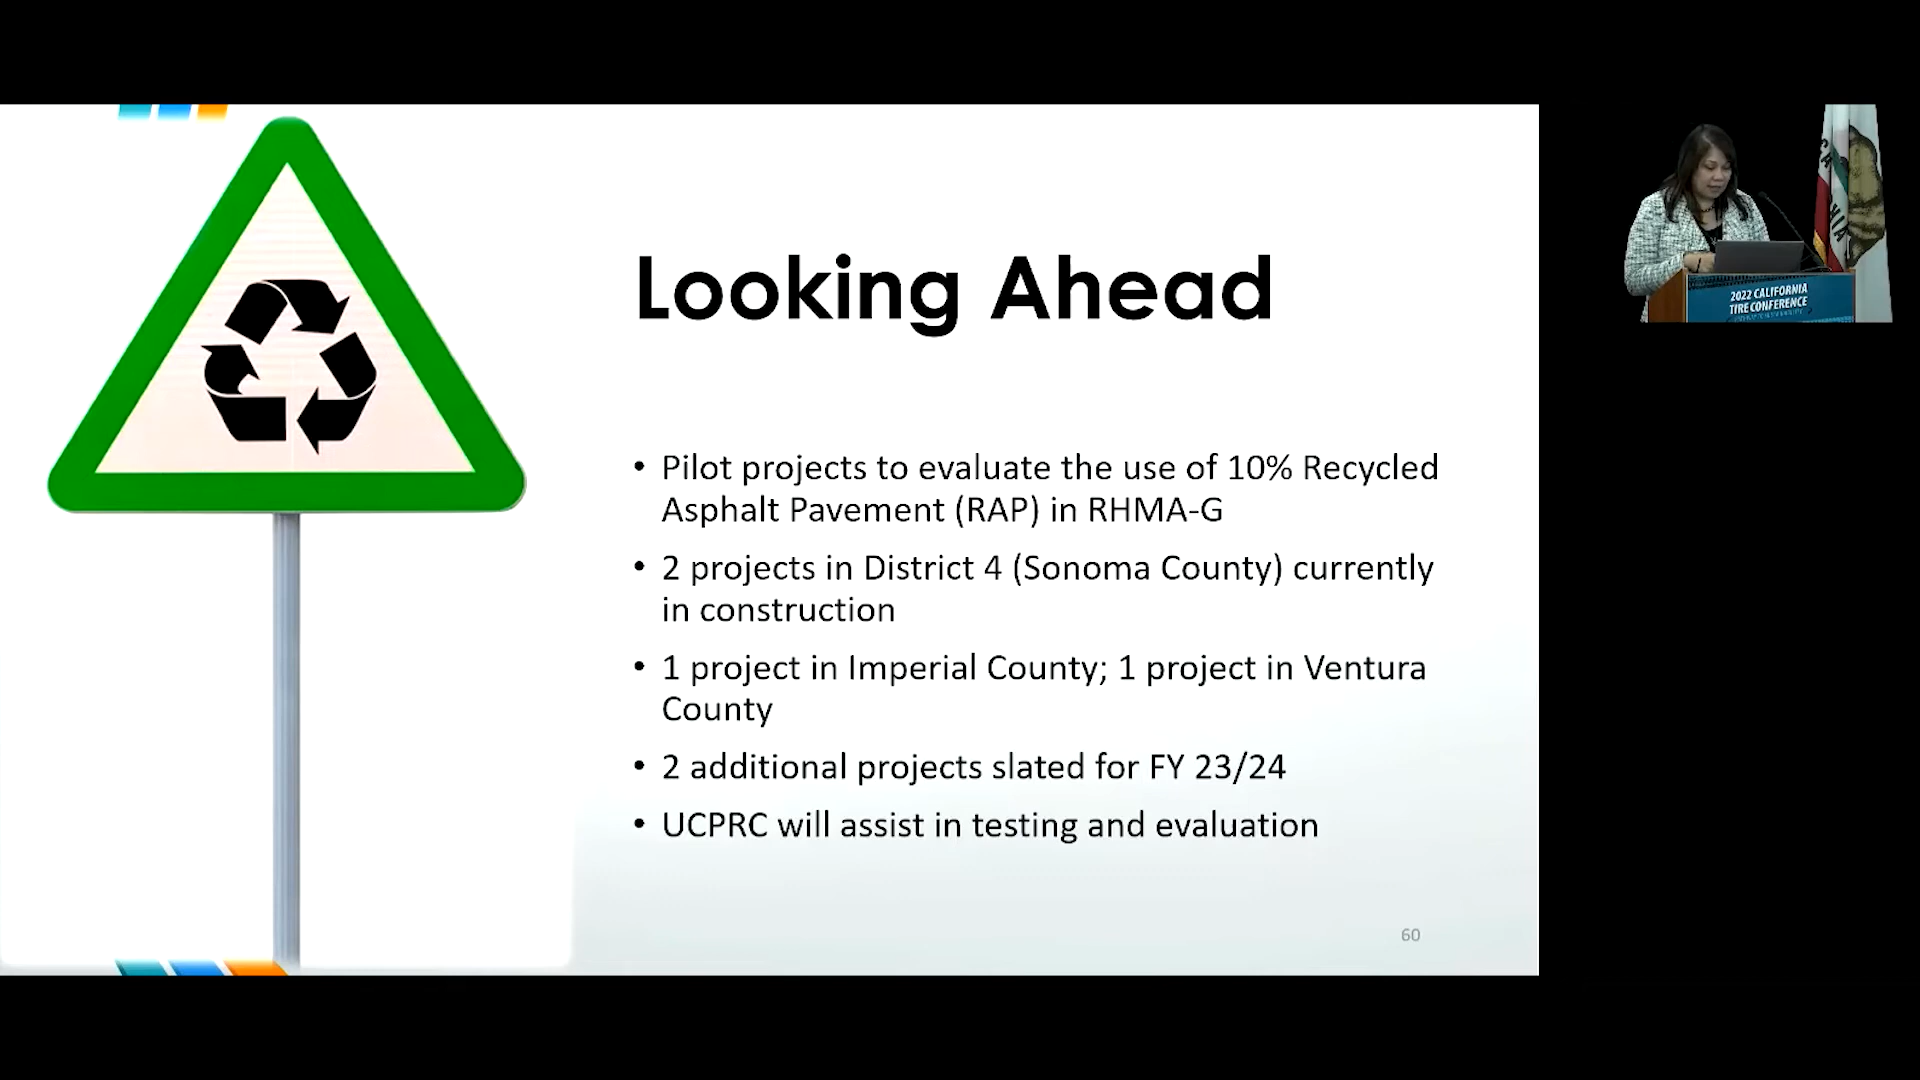 Looking Ahead
• Pilot projects to evaluate the use of 10% Recycled
Asphalt Pavement (RAP) in RHMA-G
• 2 projects in District 4 (Sonoma County) currently
in construction
• 1 project in Imperial County; 1 project in Ventura
County
• 2 additional projects slated for FY 23/24
• UCPRC will assist in testing and evaluation
60
2022 CALIFORNIA
TIRE CONFERENCE